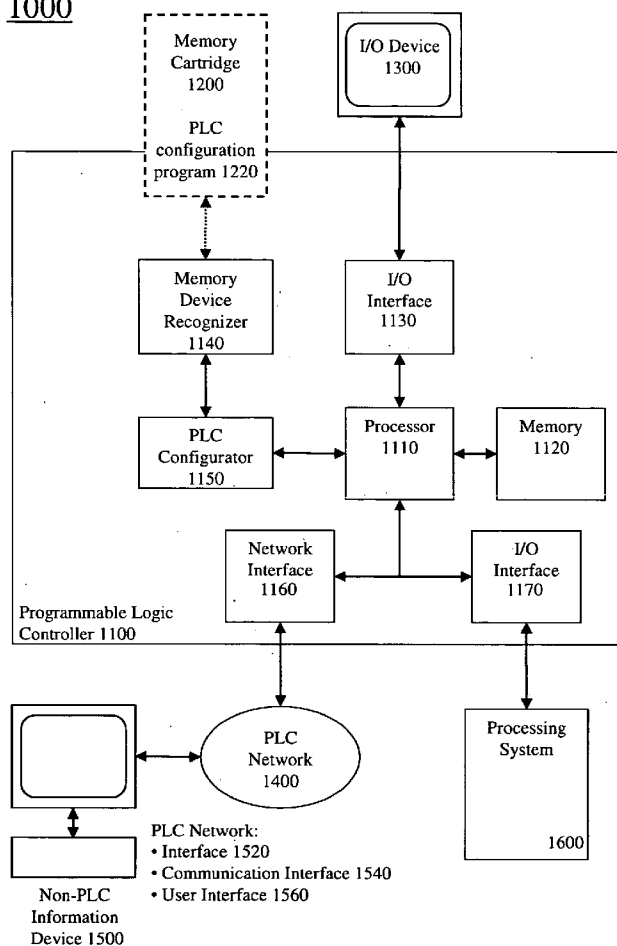 1000
Memory
Cartridge
1200
PLC
configuration
program 1220
I/O Device
1300
Memory
Device
Recognizer
1140
I/O
Interface
1130
PLC
Configurator
1150
Processor
1110
Memory
1120
Network
Interface
1160
I/O
Interface
1170
Programmable Logic
Controller 1100
PLC
Network
1400
Processing
System
1600
PLC Network:
• Interface 1520
• Communication Interface 1540
• User Interface 1560
Non-PLC
Information
Device 1500